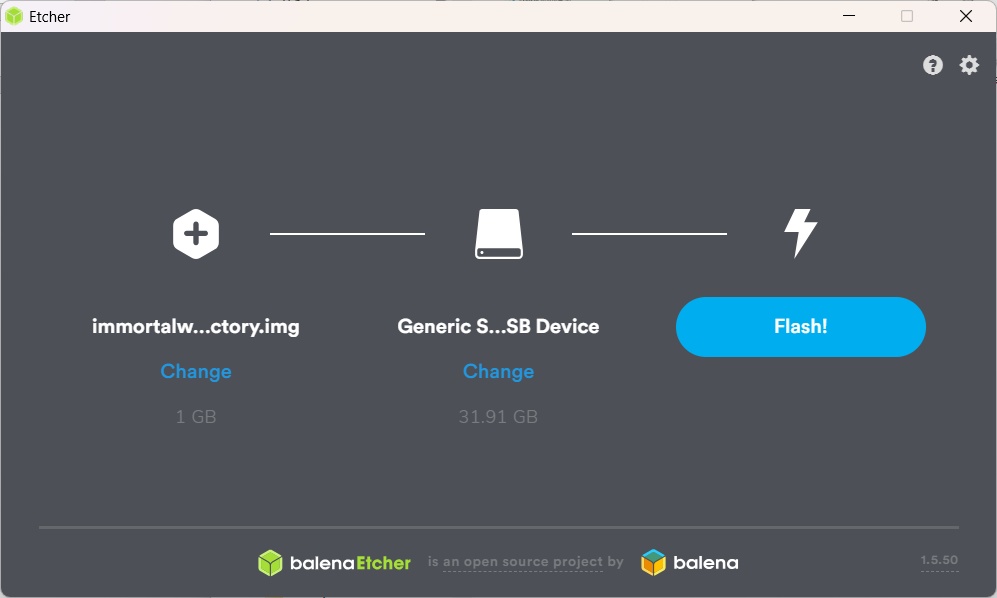 Etcher
immortalw...ctory.img
Change
1 GB
Generic S...SB Device
Change
31.91 GB
Flash!
balenaEtcher is an open source project by balena
1.5.50